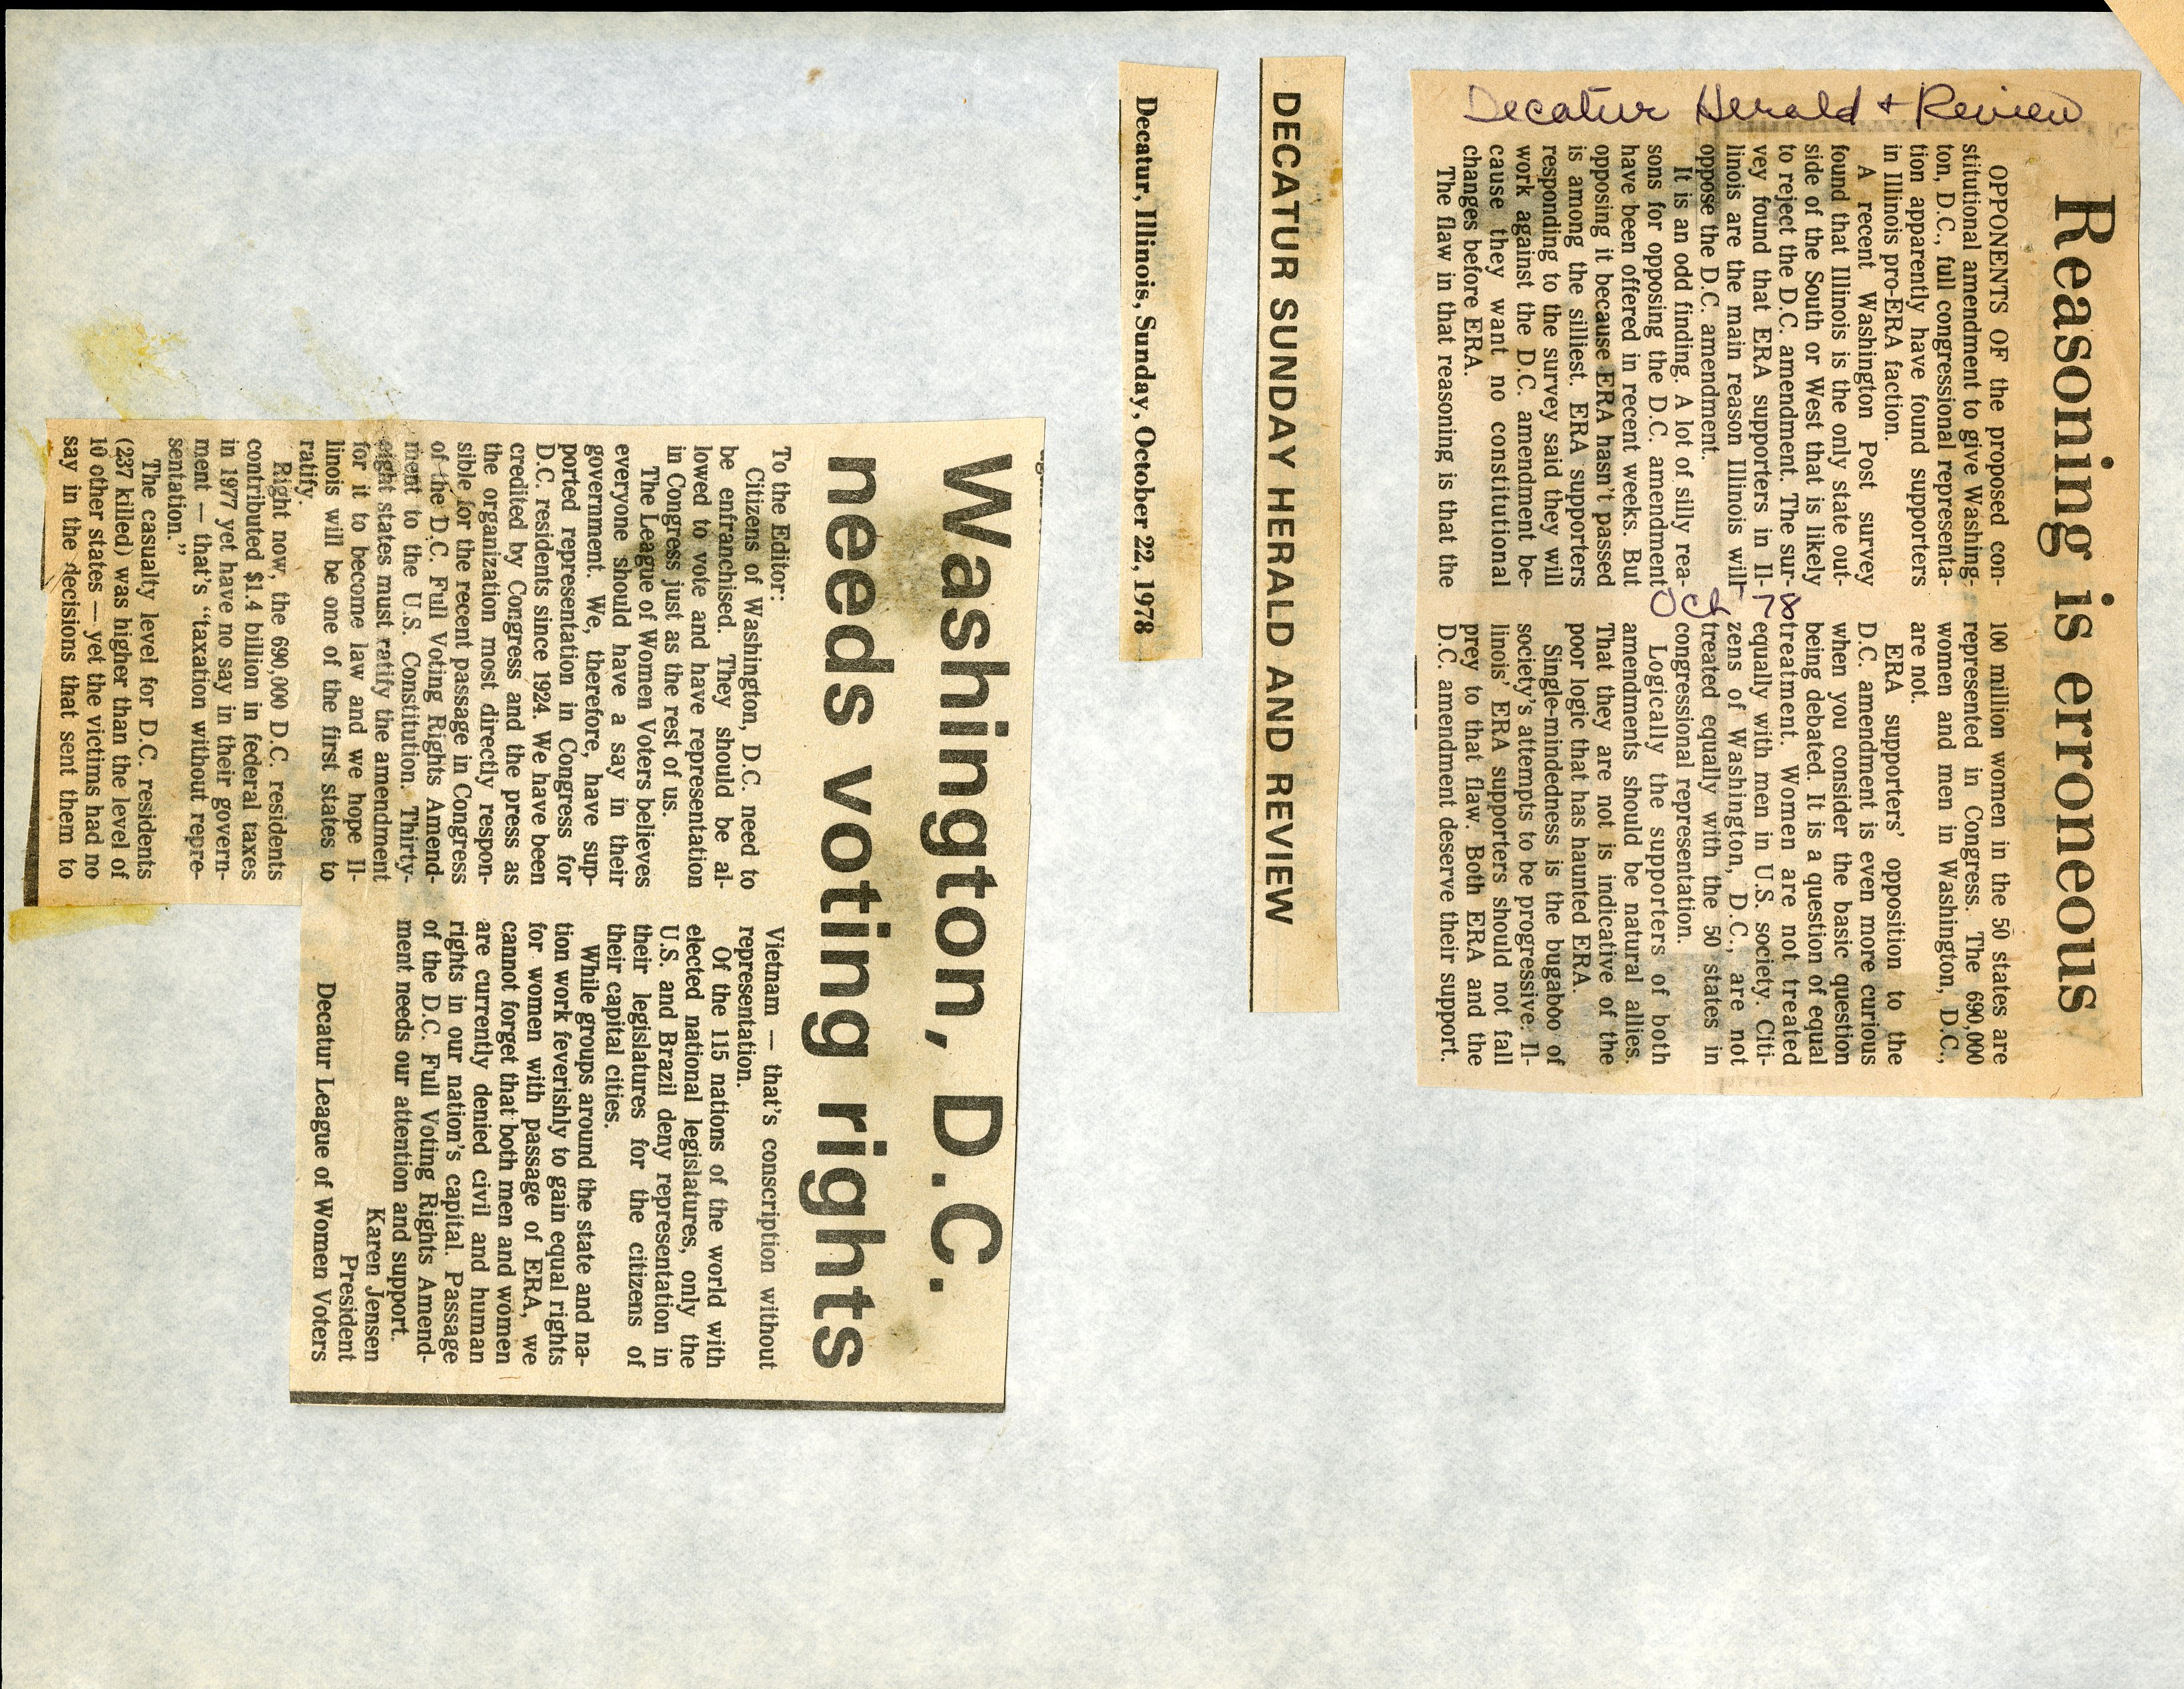 Decatur Herald & Review
Reasoning is erroneous
OPPONENTS OF the proposed con-
stitutional amendment to give Washing-
ton, D.C., full congressional representa-
tion apparently have found supporters
in Illinois pro-ERA faction.
A recent Washington Post survey
found that Illinois is the only state out-
side of the South or West that is likely
to reject the D.C. amendment. The sur-
vey found that ERA supporters in Il-
linois are the main reason Illinois will
oppose the D.C. amendment.
It is an odd finding. A lot of silly rea-
sons for opposing the D.C. amendment
have been offered in recent weeks. But
opposing it because ERA hasn't passed
is among the silliest. ERA supporters
responding to the survey said they will
work against the D.C. amendment be-
cause they want no constitutional
changes before ERA.
The flaw in that reasoning is that the
Oct 78
100 million women in the 50 states are
represented in Congress. The 690,000
women and men in Washington, D.C.,
are not.
ERA supporters' opposition to the
D.C. amendment is even more curious
when you consider the basic question
being debated. It is a question of equal
treatment. Women are not treated
equally with men in U.S. society. Citi-
zens of Washington, D.C., are not
treated equally with the 50 states in
congressional representation.
Logically the supporters of both
amendments should be natural allies.
That they are not is indicative of the
poor logic that has haunted ERA.
Single-mindedness is the bugaboo of
society's attempts to be progressive. Il-
linois' ERA supporters should not fall
prey to that flaw. Both ERA and the
D.C. amendment deserve their support.
DECATUR SUNDAY HERALD AND REVIEW
Decatur, Illinois, Sunday, October 22, 1978
Washington, D.C.
needs voting rights
To the Editor:
Citizens of Washington, D.C. need to
be enfranchised. They should be al-
lowed to vote and have representation
in Congress just as the rest of us.
The League of Women Voters believes
everyone should have a say in their
government. We, therefore, have sup-
ported representation in Congress for
D.C. residents since 1924. We have been
credited by Congress and the press as
the organization most directly respon-
sible for the recent passage in Congress
of the D.C. Full Voting Rights Amend-
ment to the U.S. Constitution. Thirty-
eight states must ratify the amendment
for it to become law and we hope Il-
linois will be one of the first states to
ratify.
Right now, the 690,000 D.C. residents
contributed $1.4 billion in federal taxes
in 1977 yet have no say in their govern-
ment — that's "taxation without repre-
sentation."
The casualty level for D.C. residents
(237 killed) was higher than the level of
10 other states — yet the victims had no
say in the decisions that sent them to
Vietnam — that's conscription without
representation.
Of the 115 nations of the world with
elected national legislatures, only the
U.S. and Brazil deny representation in
their legislatures for the citizens of
their capital cities.
While groups around the state and na-
tion work feverishly to gain equal rights
for women with passage of ERA, we
cannot forget that both men and women
are currently denied civil and human
rights in our nation's capital. Passage
of the D.C. Full Voting Rights Amend-
ment needs our attention and support.
Karen Jensen
President
Decatur League of Women Voters